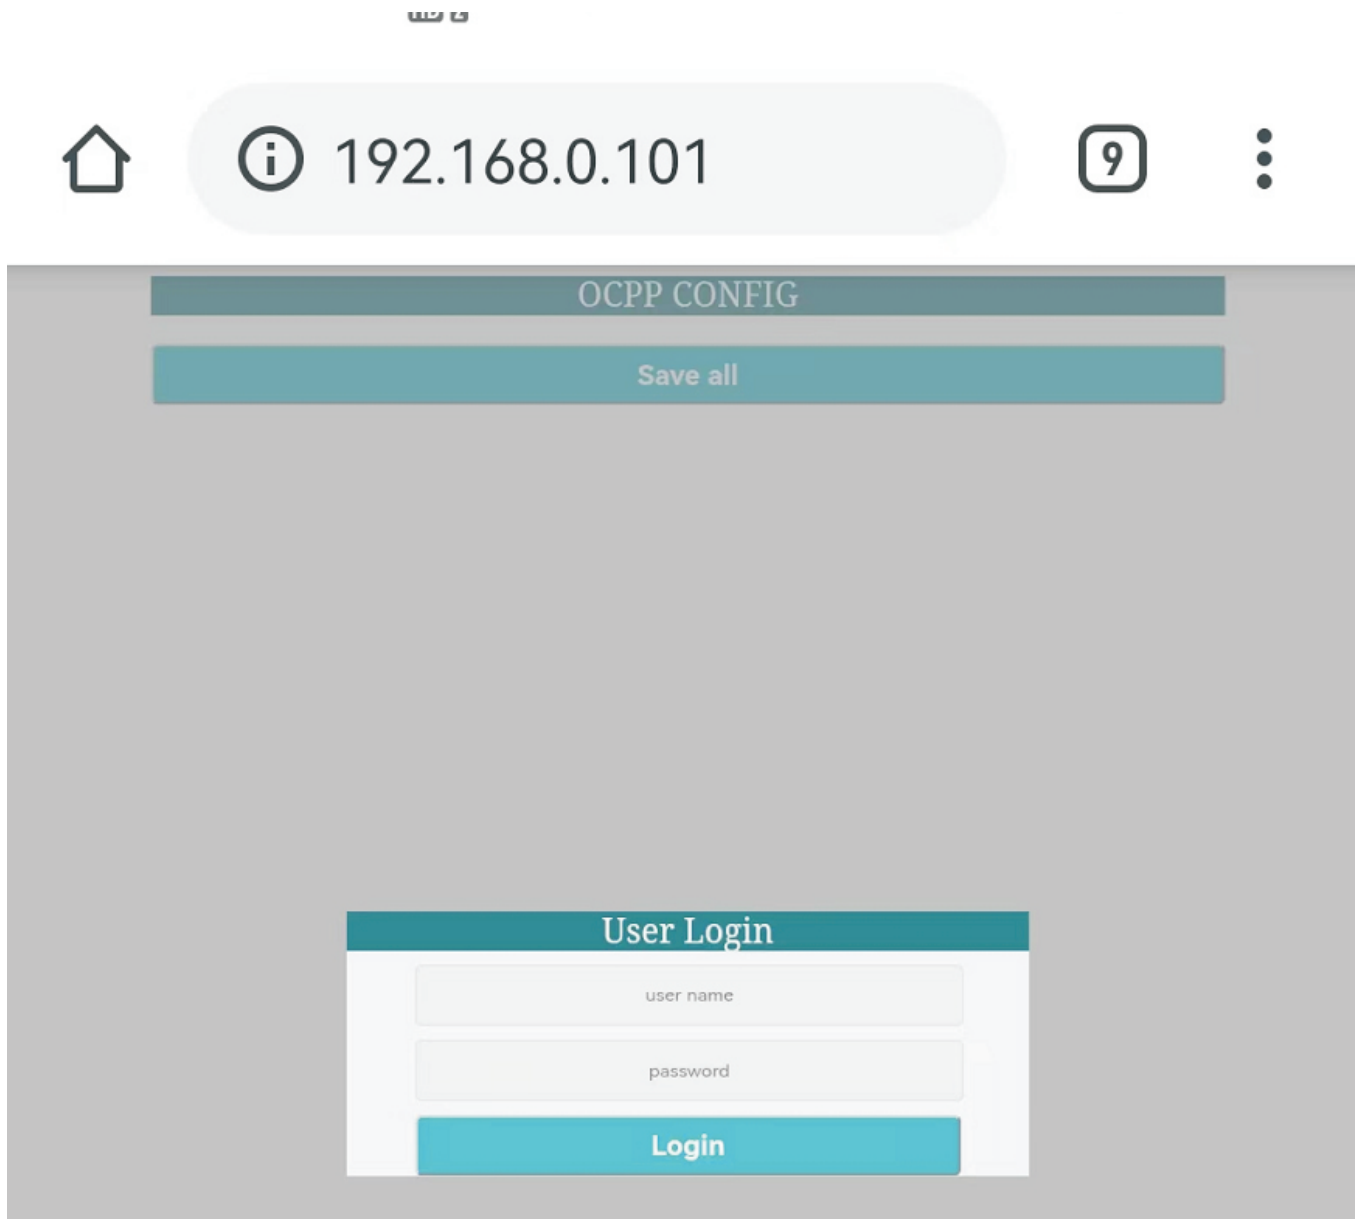 192.168.0.101
9
OCPP CONFIG
Save all
User Login
user name
password
Login